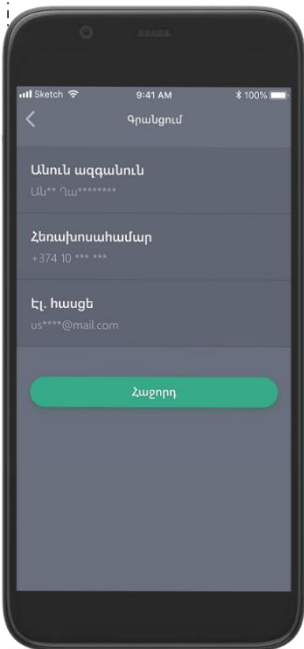 Sketch 9:41 AM 100%
Գրանցում
Անուն ազգանուն
Ան** Ղա********
Հեռախոսահամար
+374 10 *** ***
Էլ. հասցե
us****@mail.com
Հաջորդ